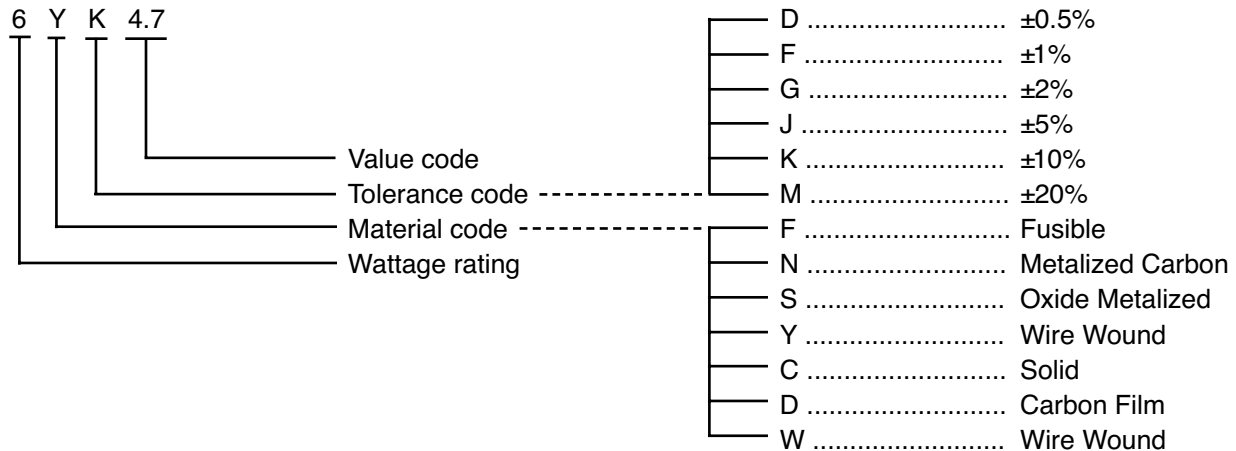 6 Y K 4.7
Value code
Tolerance code
Material code
Wattage rating
D ............................. ±0.5%
F ............................. ±1%
G ............................. ±2%
J ............................. ±5%
K ............................. ±10%
M ............................. ±20%
F ............................. Fusible
N ............................. Metalized Carbon
S ............................. Oxide Metalized
Y ............................. Wire Wound
C ............................. Solid
D ............................. Carbon Film
W ............................ Wire Wound